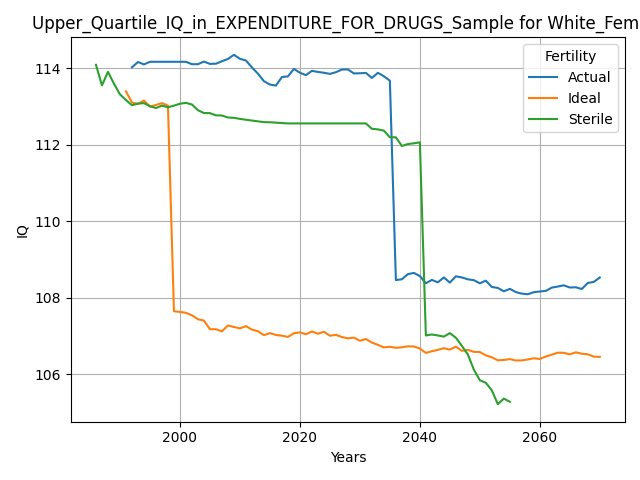 Upper_Quartile_IQ_in_EXPENDITURE_FOR_DRUGS_Sample for White_Fem
Fertility
Actual
Ideal
Sterile
IQ
114
112
110
108
106
2000
2020
2040
2060
Years